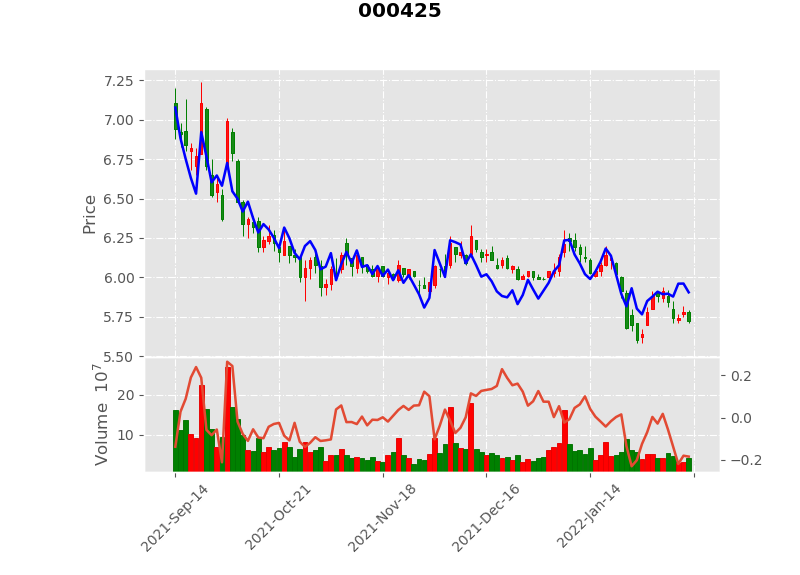 000425
7.25
7.00
6.75
6.50
6.25
6.00
5.75
5.50
Price
20
10
Volume 10^7
0.2
0.0
−0.2
2021-Sep-14
2021-Oct-21
2021-Nov-18
2021-Dec-16
2022-Jan-14